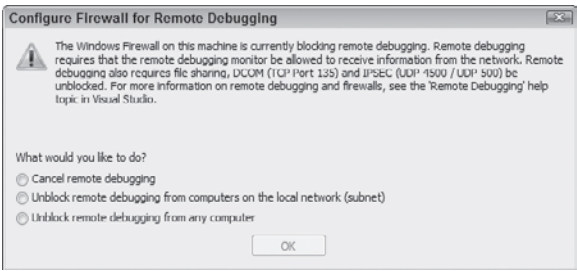 Configure Firewall for Remote Debugging
The Windows Firewall on this machine is currently blocking remote debugging. Remote debugging
requires that the remote debugging monitor be allowed to receive information from the network. Remote
debugging also requires file sharing, DCOM (TCP Port 135) and IPSEC (UDP 4500 / UDP 500) be
unblocked. For more information on remote debugging and firewalls, see the 'Remote Debugging' help
topic in Visual Studio.
What would you like to do?
Cancel remote debugging
Unblock remote debugging from computers on the local network (subnet)
Unblock remote debugging from any computer
OK